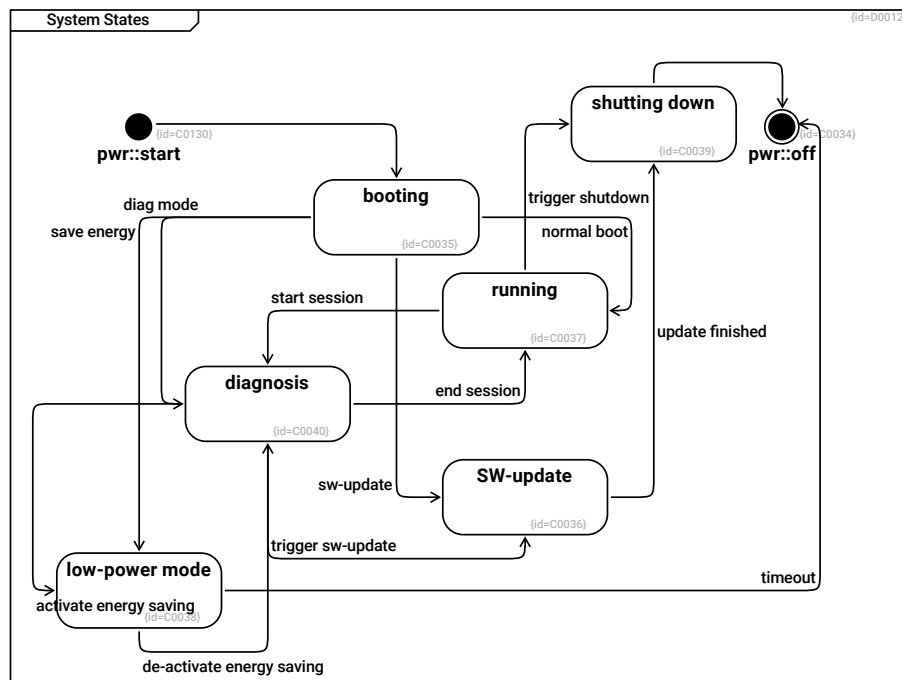 System States
{id=D0012
shutting down
{id=C0039}
{id=C0130}
pwr::start
{id=C0034}
pwr::off
booting
{id=C0035}
diag mode
save energy
trigger shutdown
normal boot
running
{id=C0037}
start session
update finished
diagnosis
{id=C0040}
end session
SW-update
{id=C0036}
sw-update
trigger sw-update
low-power mode
timeout
activate energy saving
{id=C0038}
de-activate energy saving